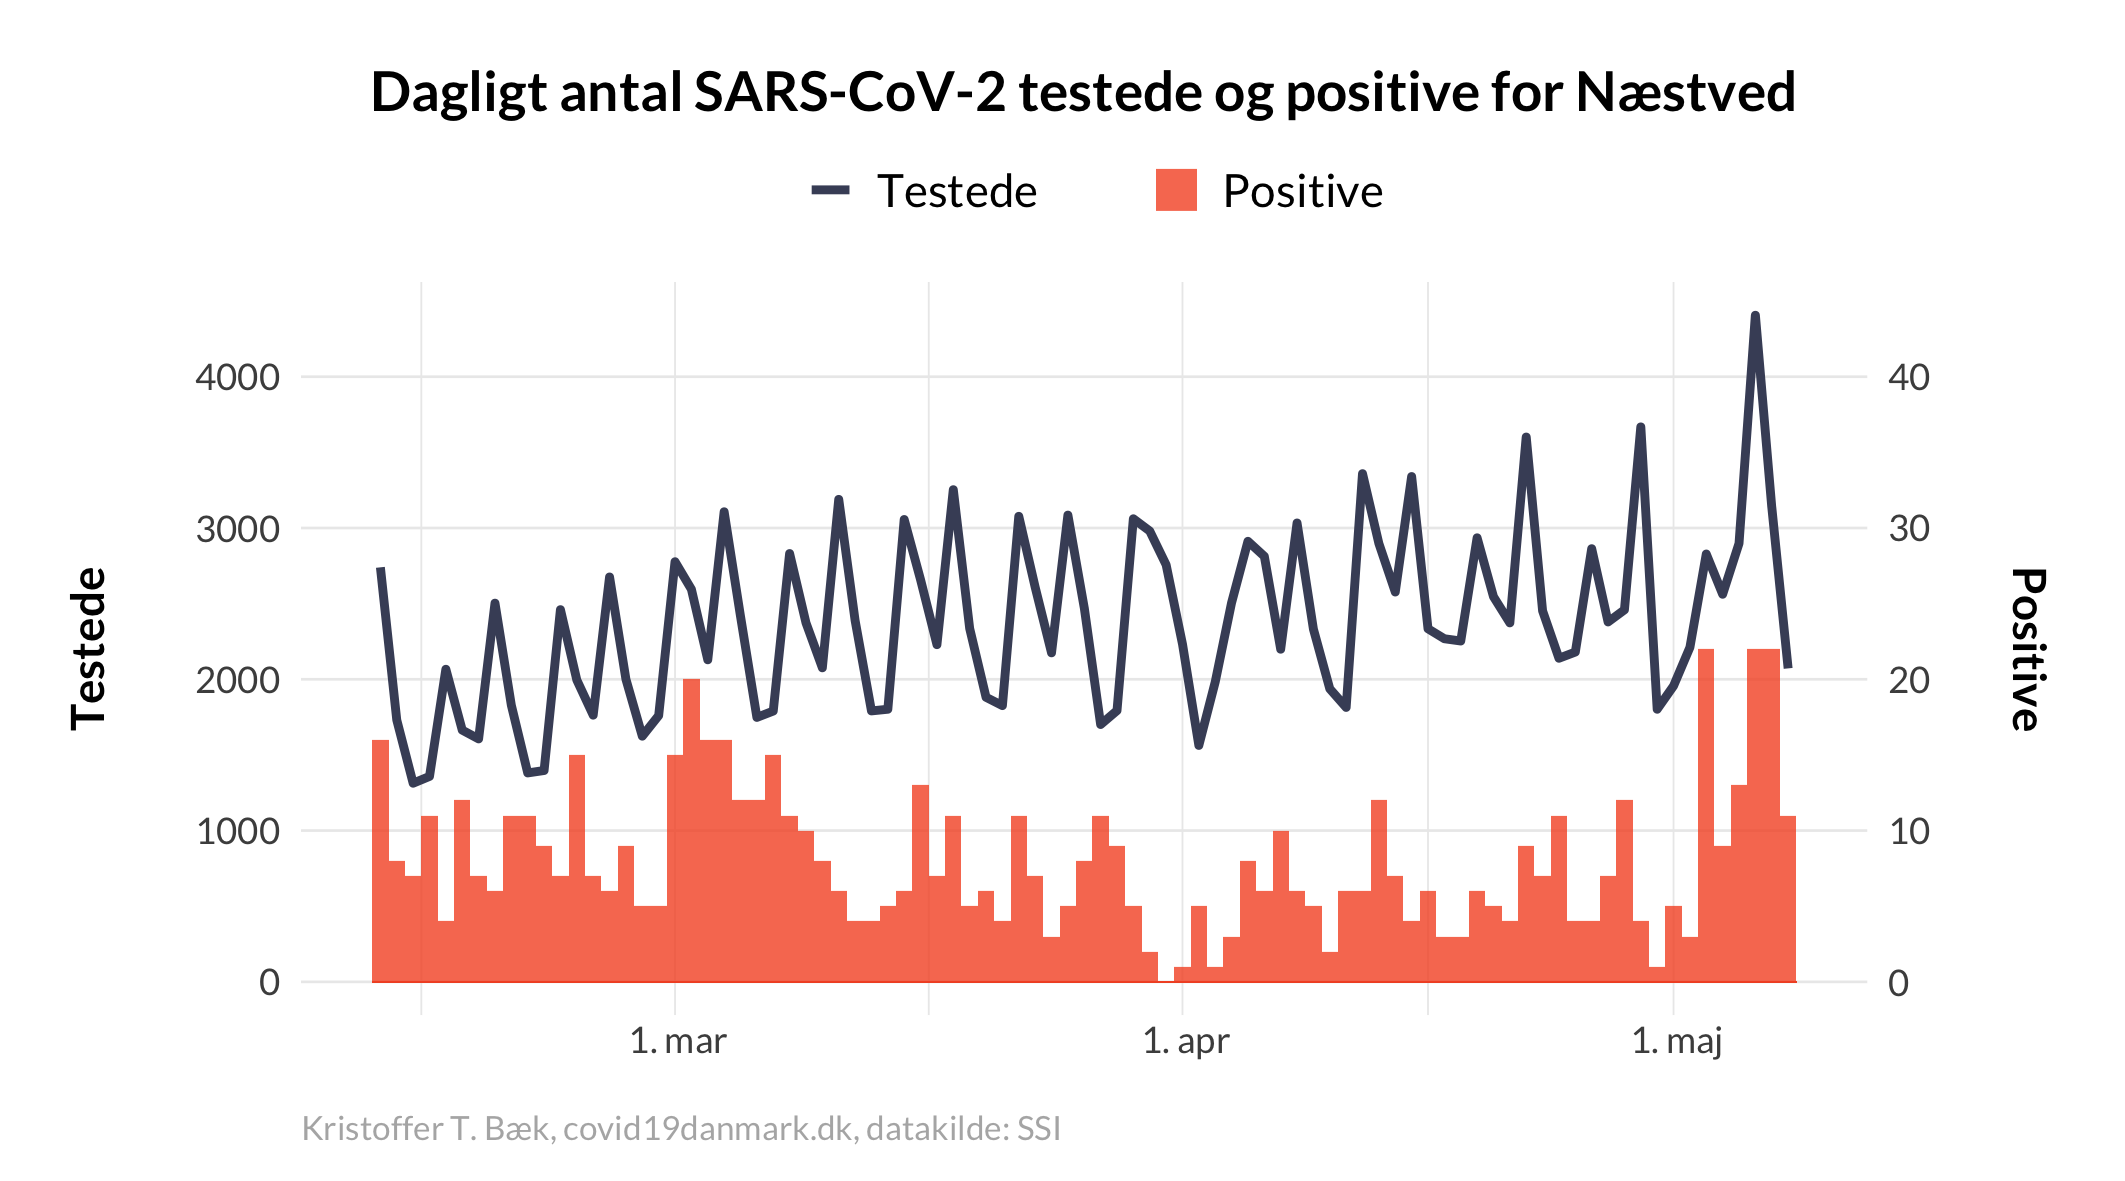 Dagligt antal SARS-CoV-2 testede og positive for Næstved
Testede
Positive
4000
3000
2000
1000
0
Testede
40
30
20
10
0
Positive
1. mar
1. apr
1. maj
Kristoffer T. Bæk, covid19danmark.dk, datakilde: SSI